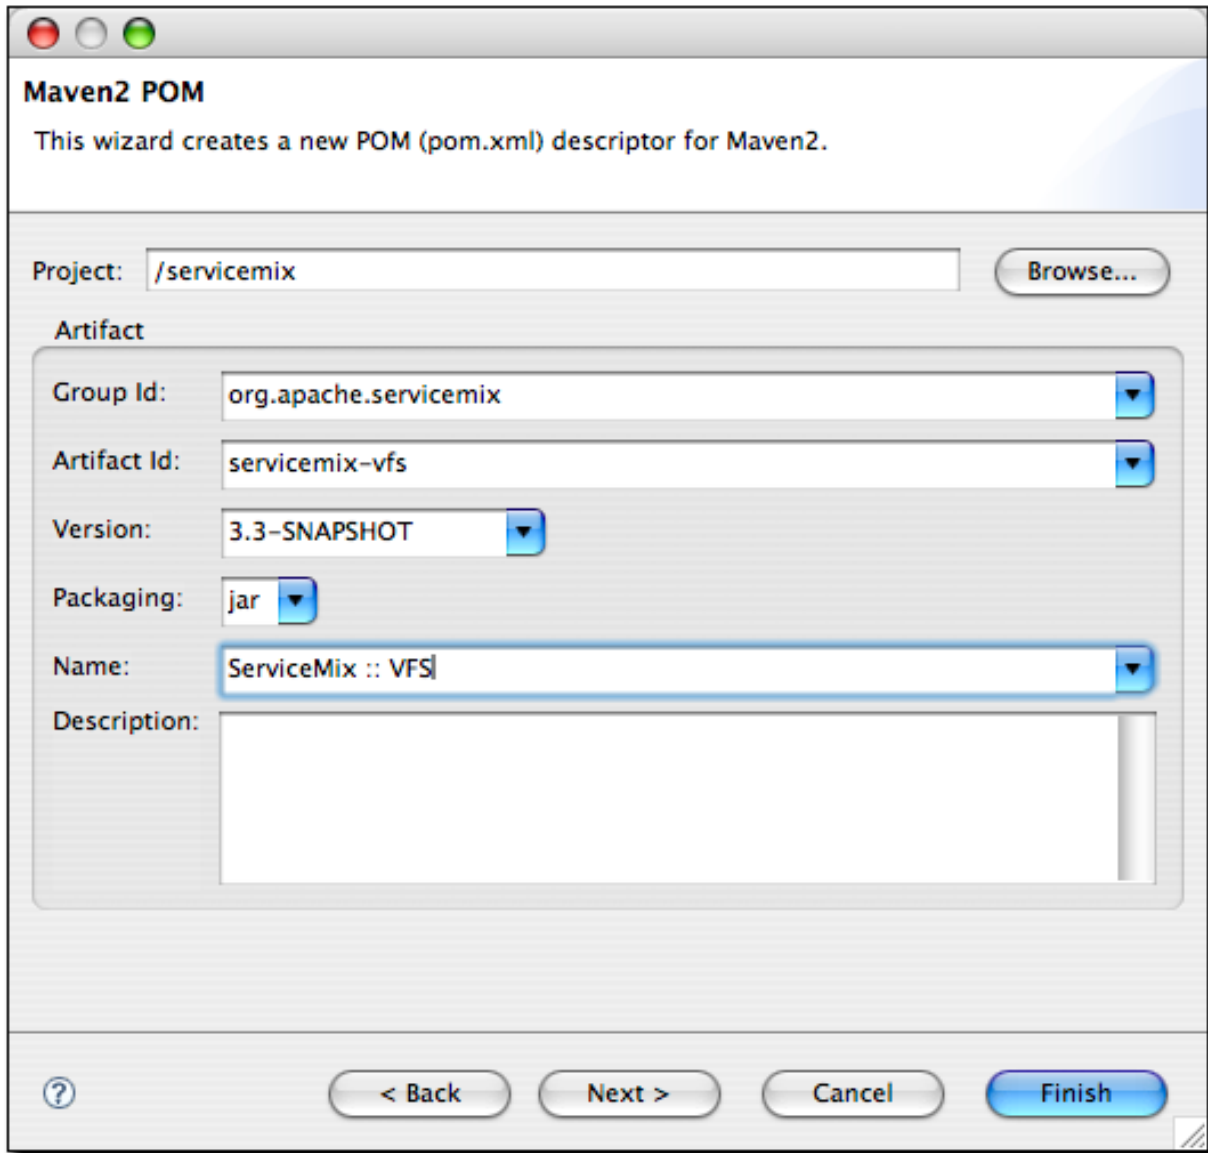 Maven2 POM
This wizard creates a new POM (pom.xml) descriptor for Maven2.
Project: /servicemix Browse...
Artifact
Group Id: org.apache.servicemix
Artifact Id: servicemix-vfs
Version: 3.3-SNAPSHOT
Packaging: jar
Name: ServiceMix :: VFS
Description:
? < Back Next > Cancel Finish